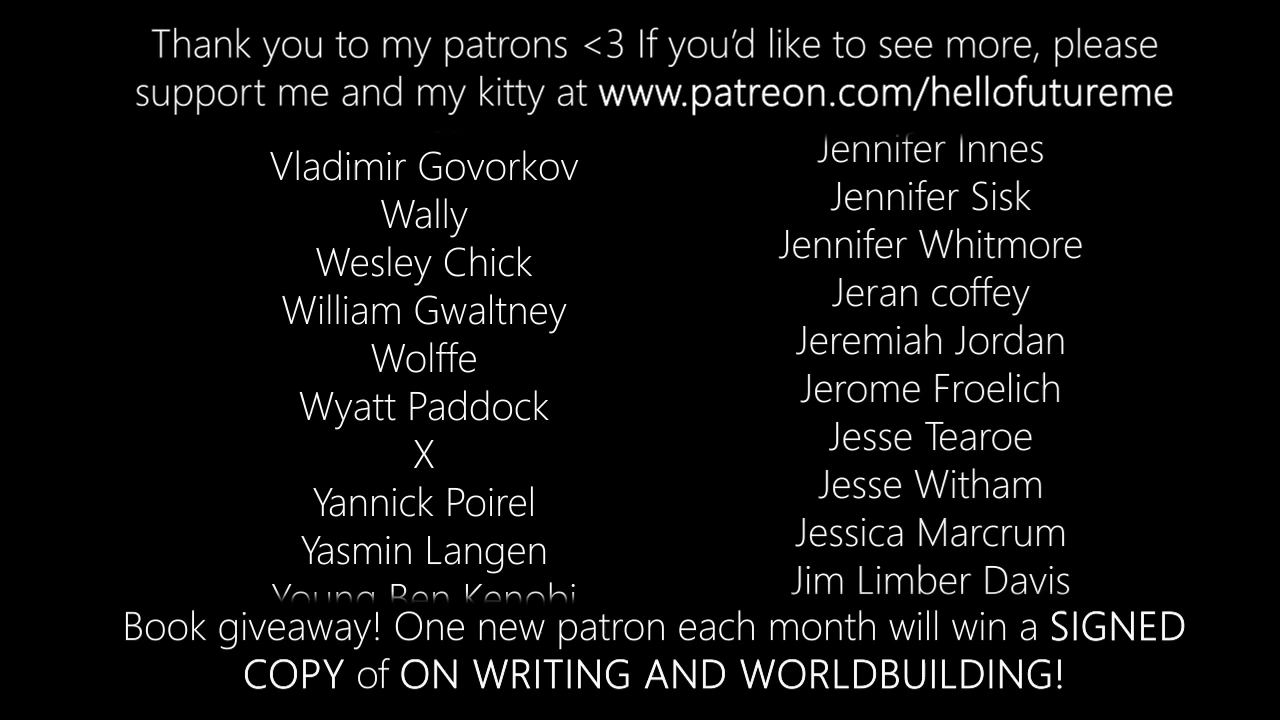 Thank you to my patrons <3 If you’d like to see more, please
support me and my kitty at www.patreon.com/hellofutureme
Vladimir Govorkov
Wally
Wesley Chick
William Gwaltney
Wolffe
Wyatt Paddock
X
Yannick Poirel
Yasmin Langen
Young Ben Kenobi
Jennifer Innes
Jennifer Sisk
Jennifer Whitmore
Jeran coffey
Jeremiah Jordan
Jerome Froelich
Jesse Tearoe
Jesse Witham
Jessica Marcrum
Jim Limber Davis
Book giveaway! One new patron each month will win a SIGNED
COPY of ON WRITING AND WORLDBUILDING!